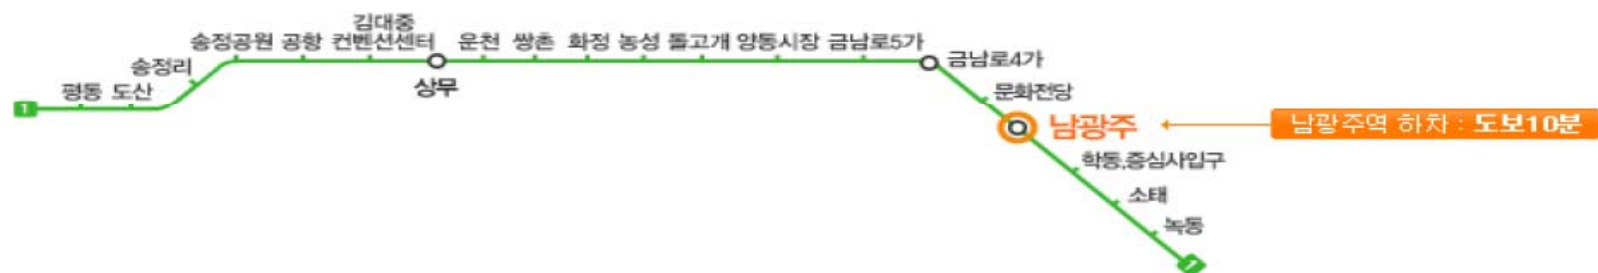 김대중
송정공원 공항 컨벤션센터 운천 쌍촌 화정 농성 돌고개 양동시장 금남로5가
금남로4가
송정리
평동 도산
상무
문화전당
1
남광주
남광주역 하차 : 도보10분
학동.증심사입구
소태
녹동
1